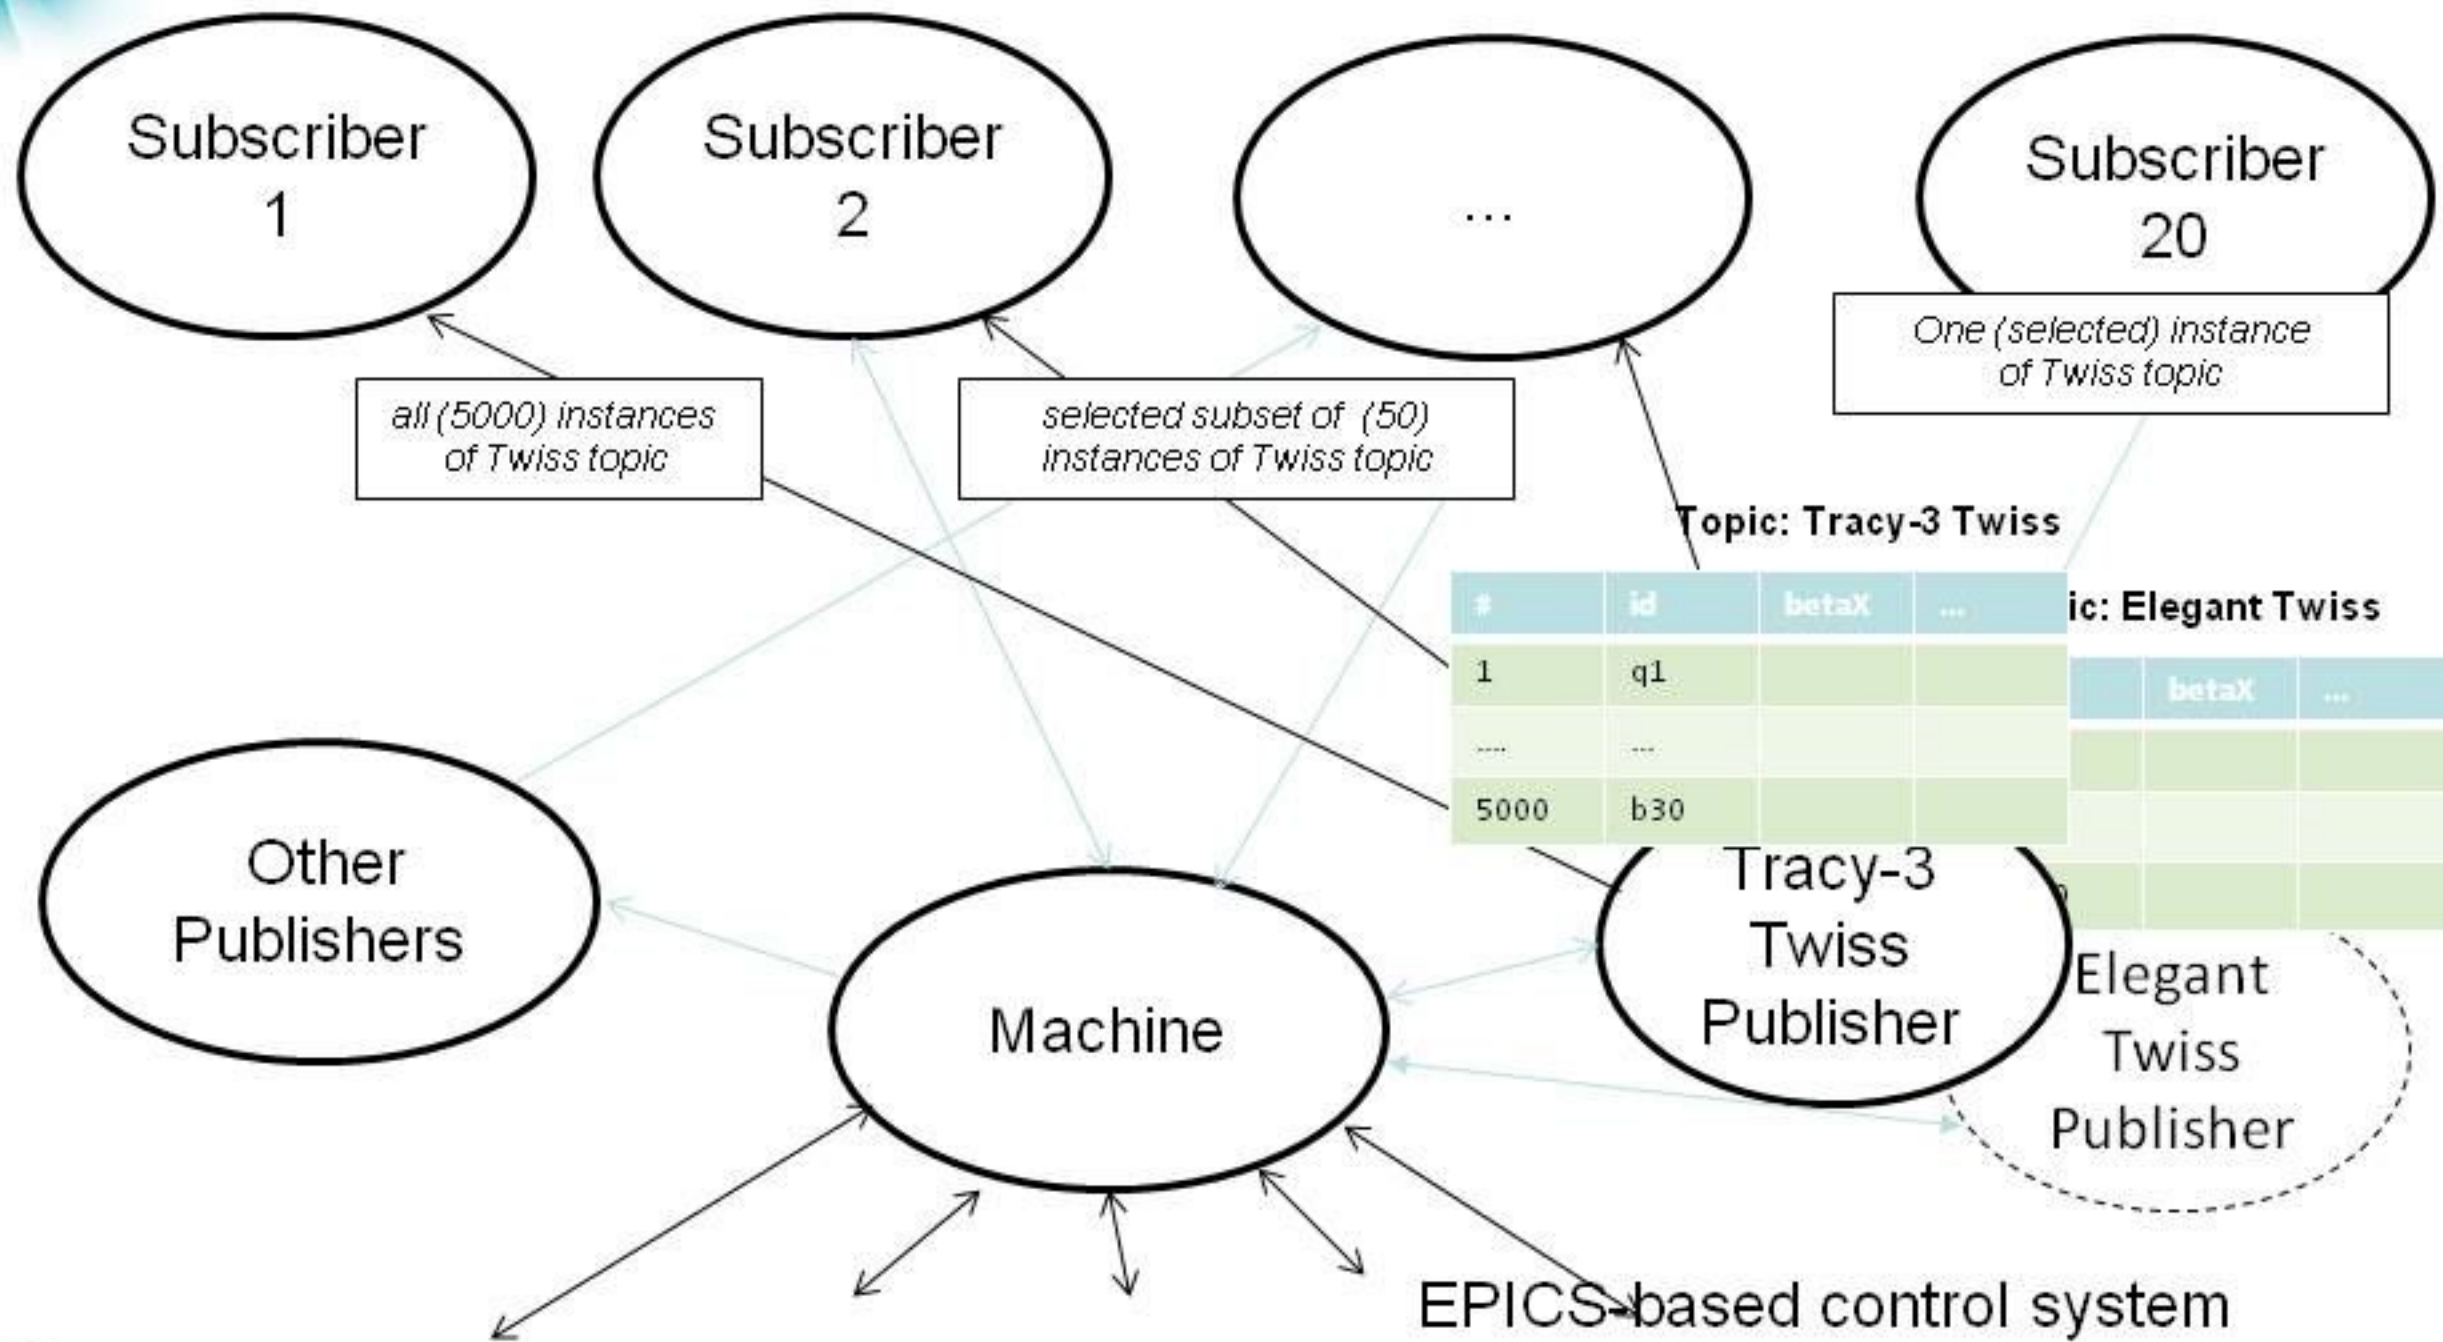 Subscriber
1
Subscriber
2
...
Subscriber
20
One (selected) instance
of Twiss topic
all (5000) instances
of Twiss topic
selected subset of (50)
instances of Twiss topic
Topic: Tracy-3 Twiss
# id betaX ...
1 q1
.... ...
5000 b30
ic: Elegant Twiss
betaX ...
Other
Publishers
Machine
Tracy-3
Twiss
Publisher
Elegant
Twiss
Publisher
EPICS-based control system